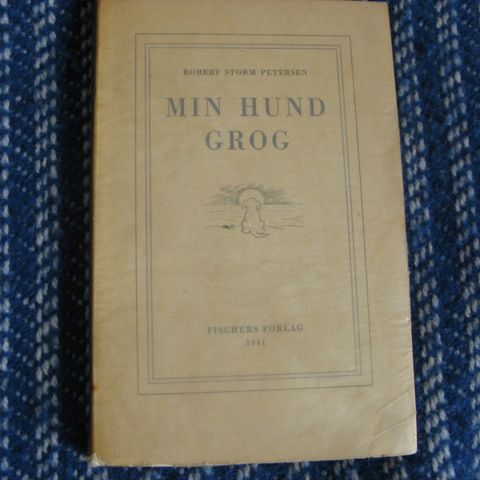 ROBERT STORM PETERSEN
MIN HUND
GROG
FISCHERS FORLAG
1941